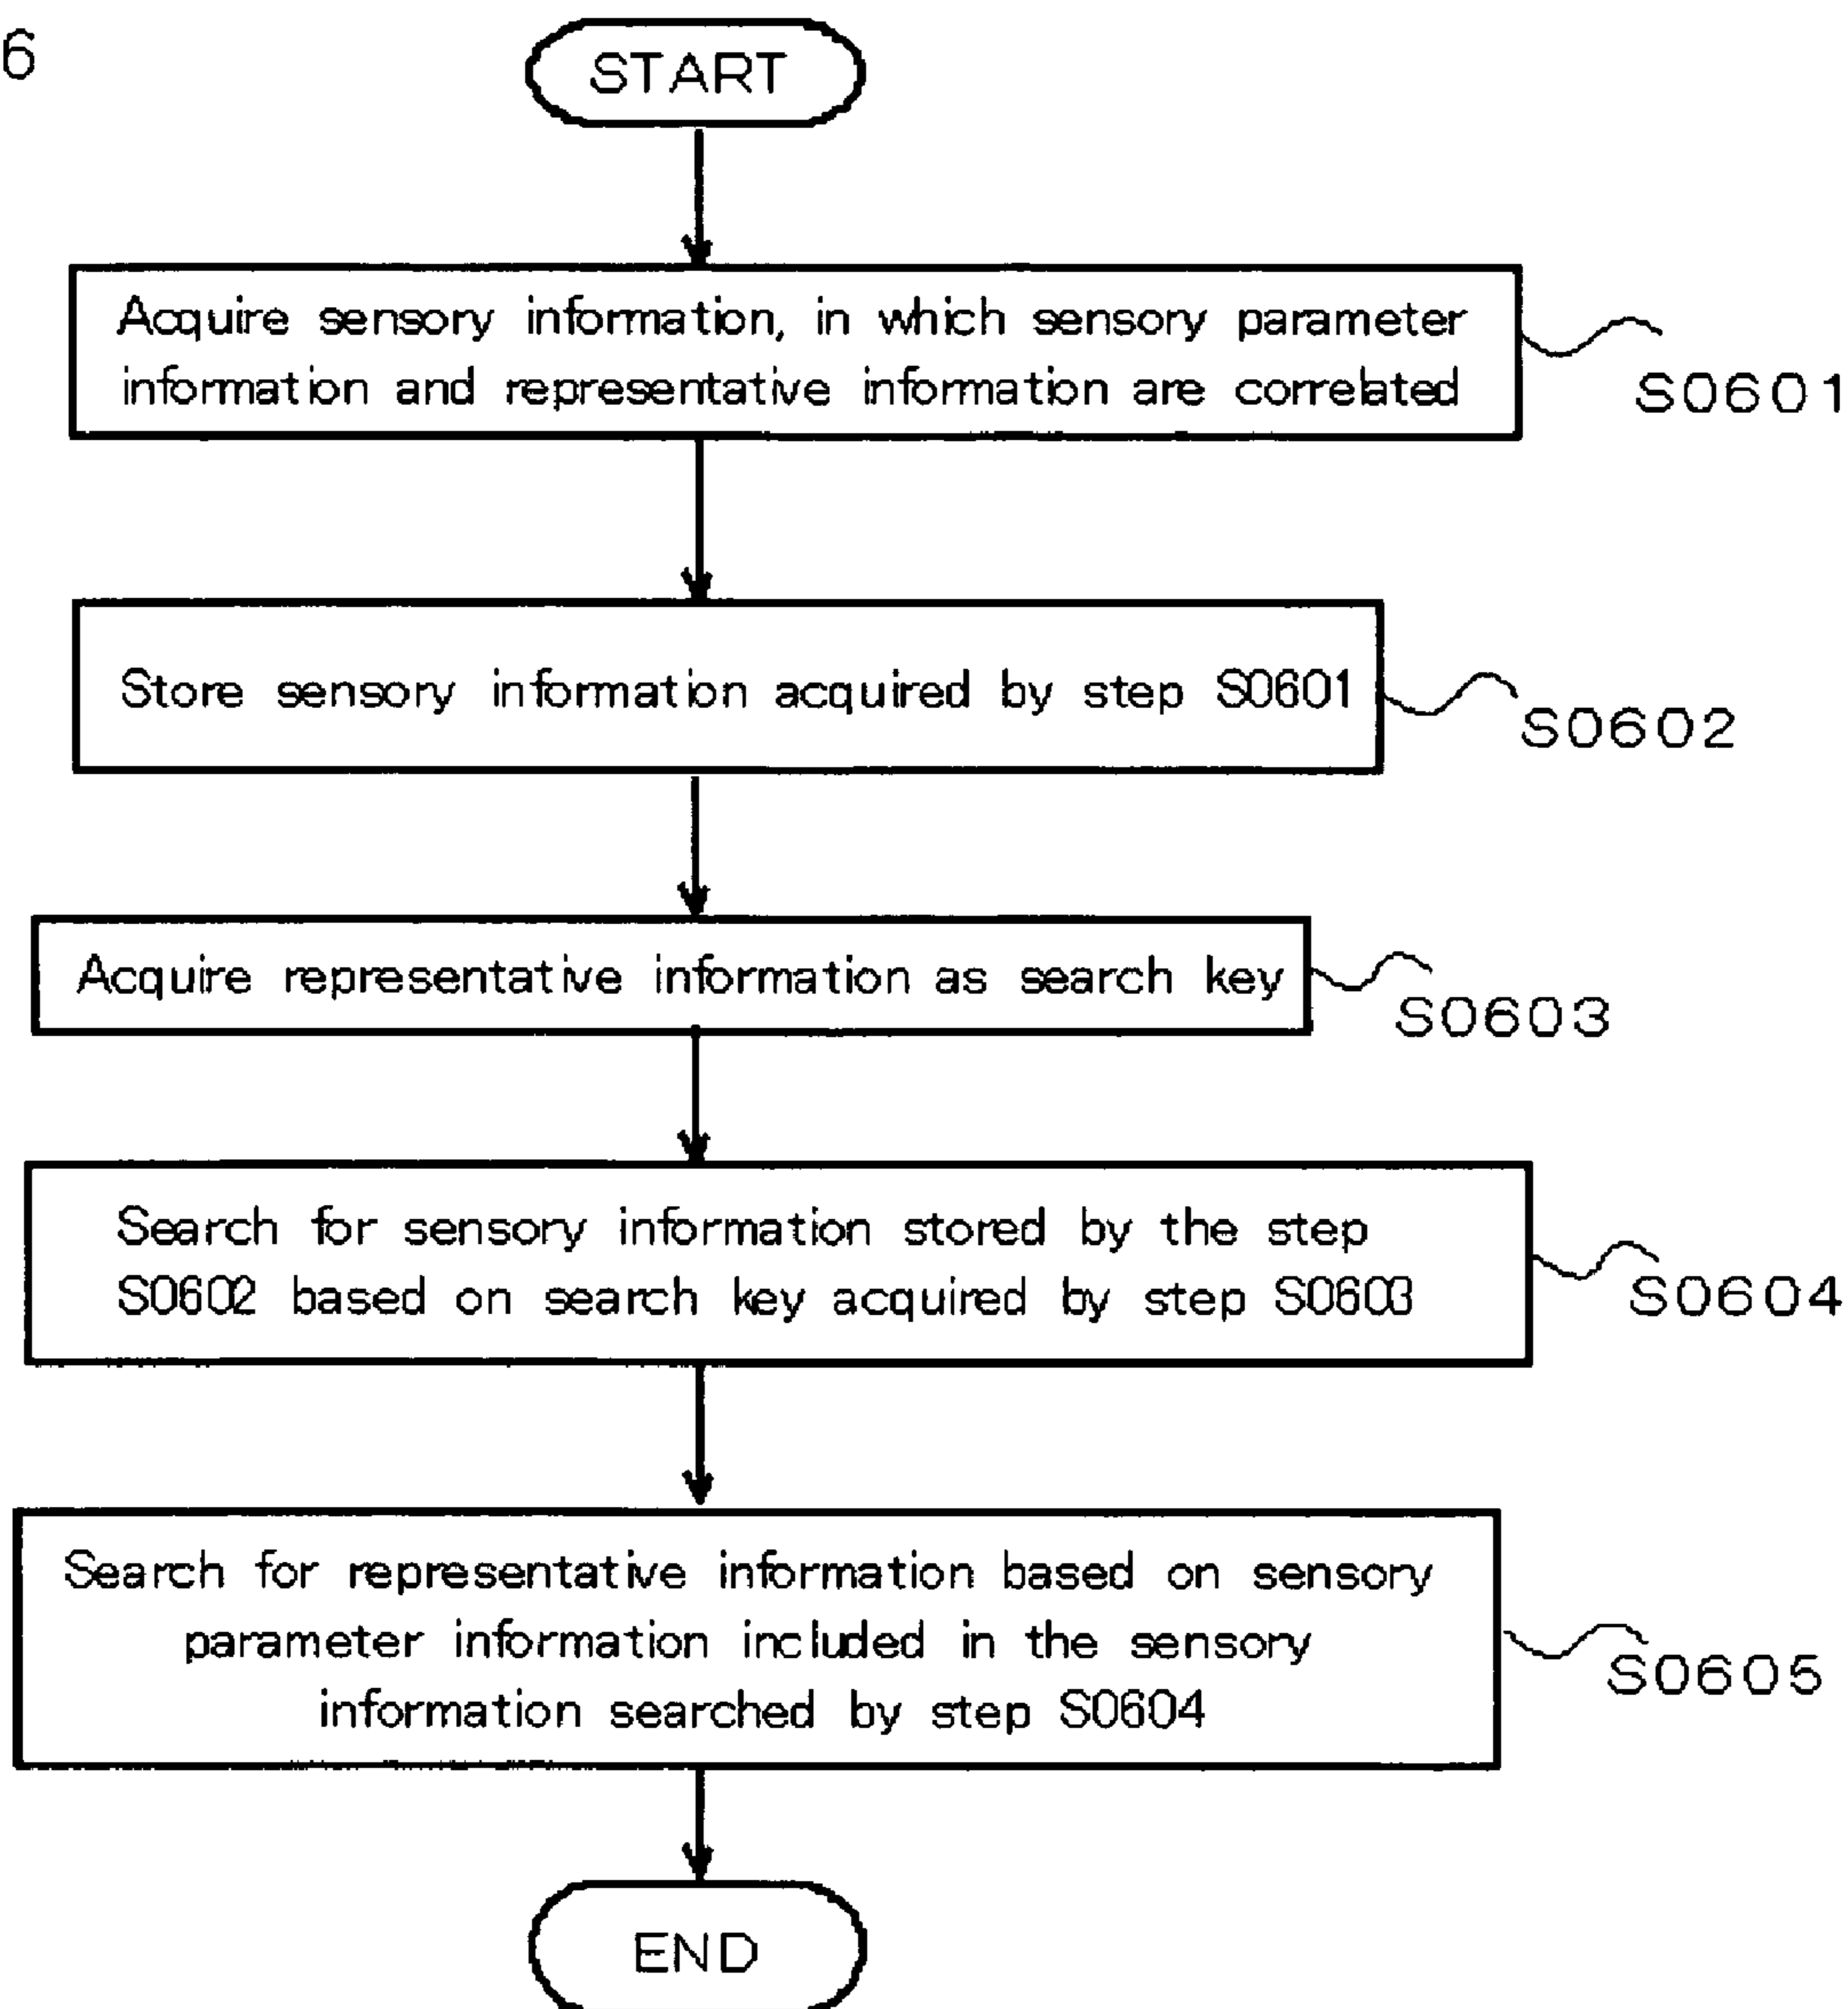 6
START
Acquire sensory information, in which sensory parameter
information and representative information are correlated
S0601
Store sensory information acquired by step S0601
S0602
Acquire representative information as search key
S0603
Search for sensory information stored by the step
S0602 based on search key acquired by step S0603
S0604
Search for representative information based on sensory
parameter information included in the sensory
information searched by step S0604
S0605
END